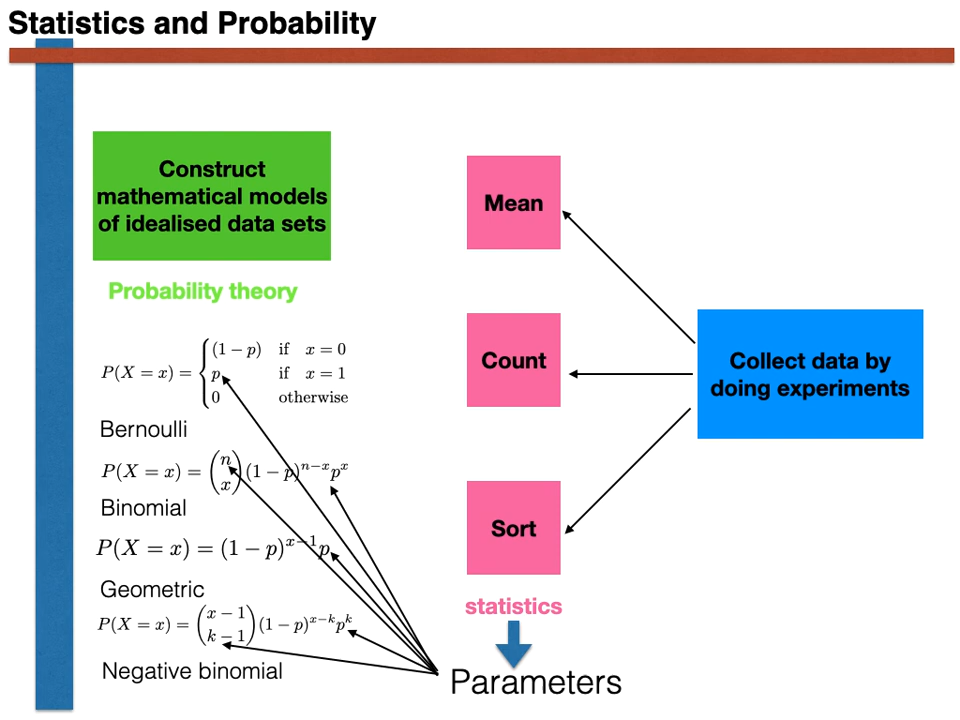 Statistics and Probability
Construct
mathematical models
of idealised data sets
Probability theory
P(X = x) = { (1 − p) if x = 0
p if x = 1
0 otherwise
Bernoulli
P(X = x) = (n x) (1 − p)^{n−x} p^x
Binomial
P(X = x) = (1 − p)^{x−1} p
Geometric
P(X = x) = (x − 1 k − 1) (1 − p)^{x−k} p^k
Negative binomial
Mean
Count
Sort
statistics
Parameters
Collect data by
doing experiments